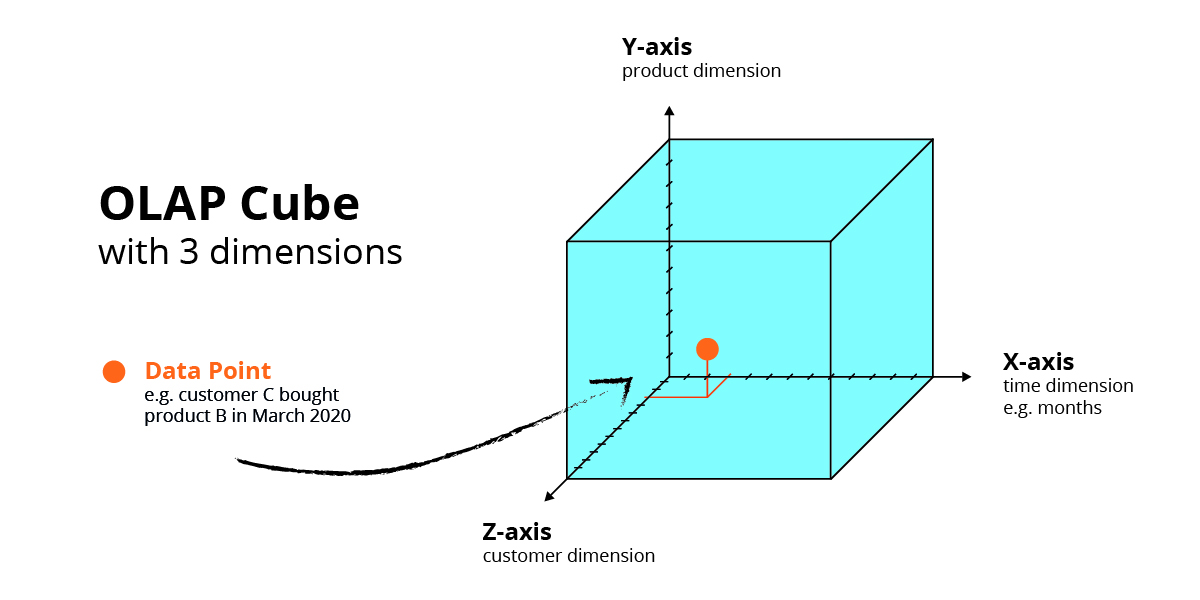 OLAP Cube
with 3 dimensions
Data Point
e.g. customer C bought
product B in March 2020
Y-axis
product dimension
X-axis
time dimension
e.g. months
Z-axis
customer dimension